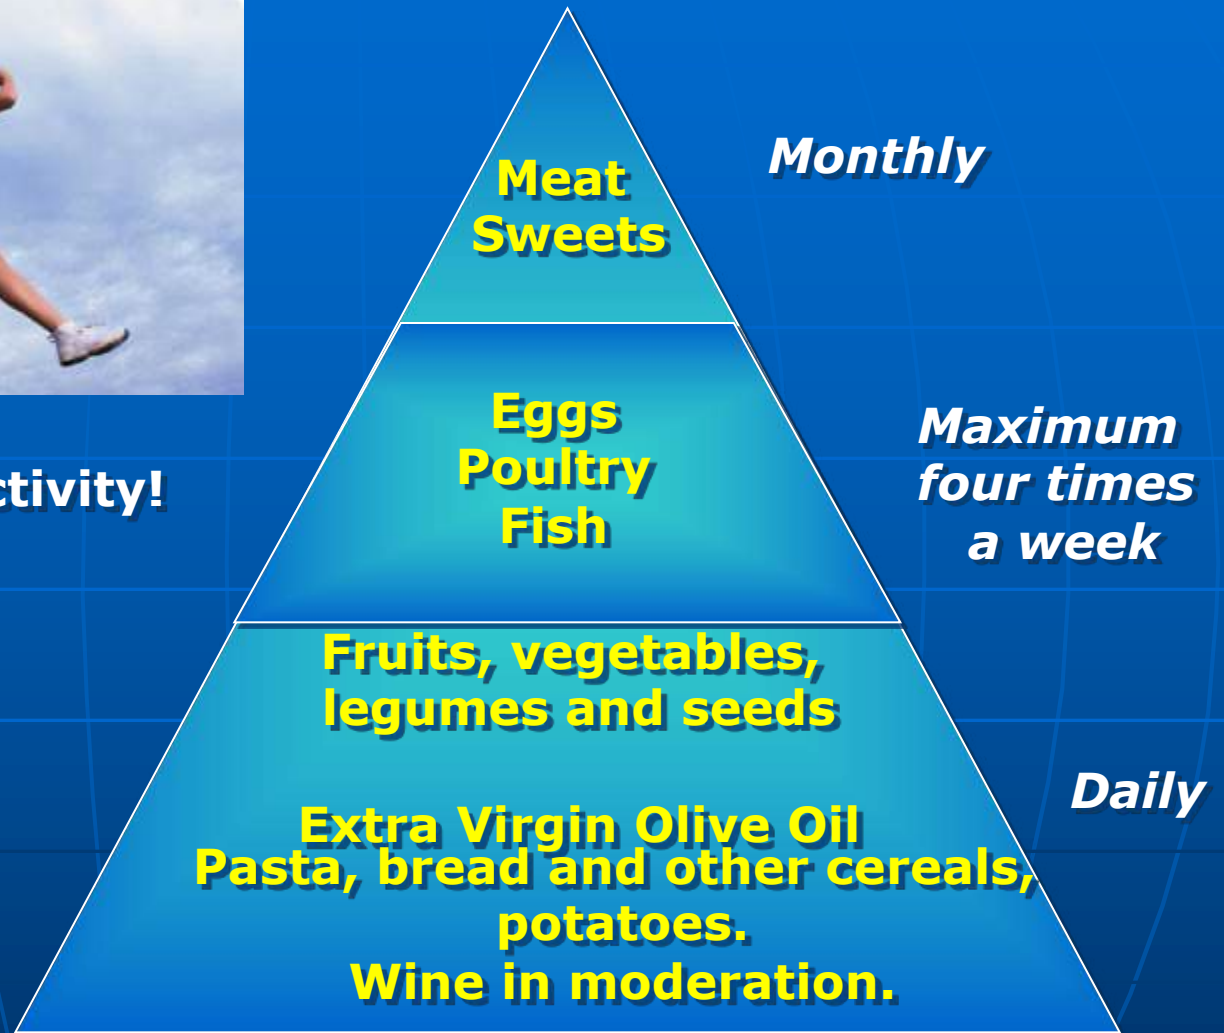 Meat
Sweets
Monthly
Eggs
Poultry
Fish
Maximum
four times
a week
ctivity!
Fruits, vegetables,
legumes and seeds
Daily
Extra Virgin Olive Oil
Pasta, bread and other cereals,
potatoes.
Wine in moderation.